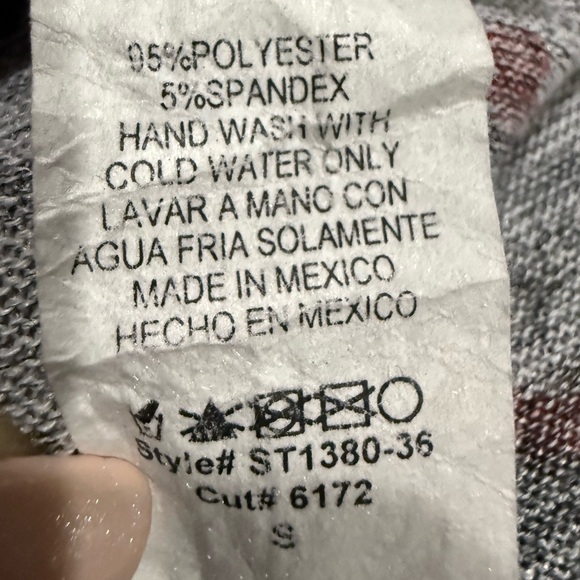 95%POLYESTER
5%SPANDEX
HAND WASH WITH
COLD WATER ONLY
LAVAR A MANO CON
AGUA FRIA SOLAMENTE
MADE IN MEXICO
HECHO EN MEXICO
Style# ST1380-36
Cut# 6172
S